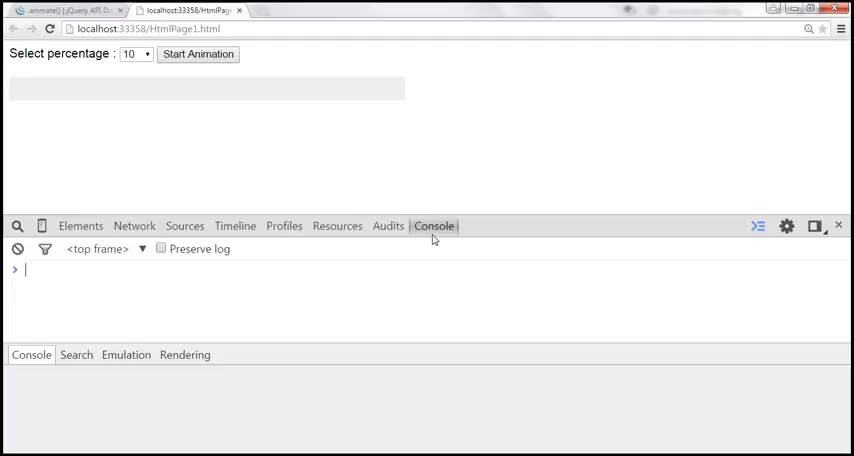 .animate() | jQuery API Do
localhost:33358/HtmlPage
localhost:33358/HtmlPage1.html
Select percentage : 10 Start Animation
Elements Network Sources Timeline Profiles Resources Audits Console
<top frame> Preserve log
Console Search Emulation Rendering